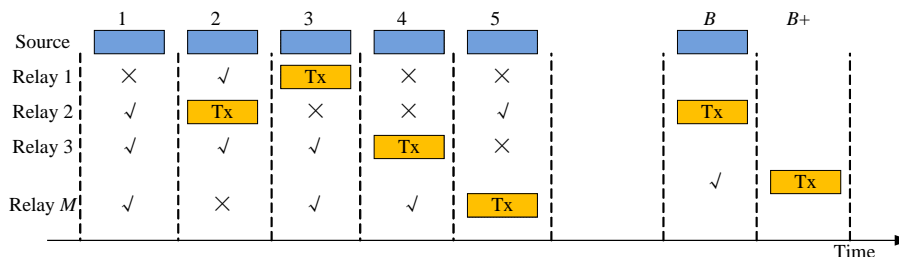 1 2 3 4 5 B B+
Source
Relay 1 × √ Tx × ×
Relay 2 √ Tx × × √ Tx
Relay 3 √ √ √ Tx ×
√ Tx
Relay M √ × √ √ Tx
Time